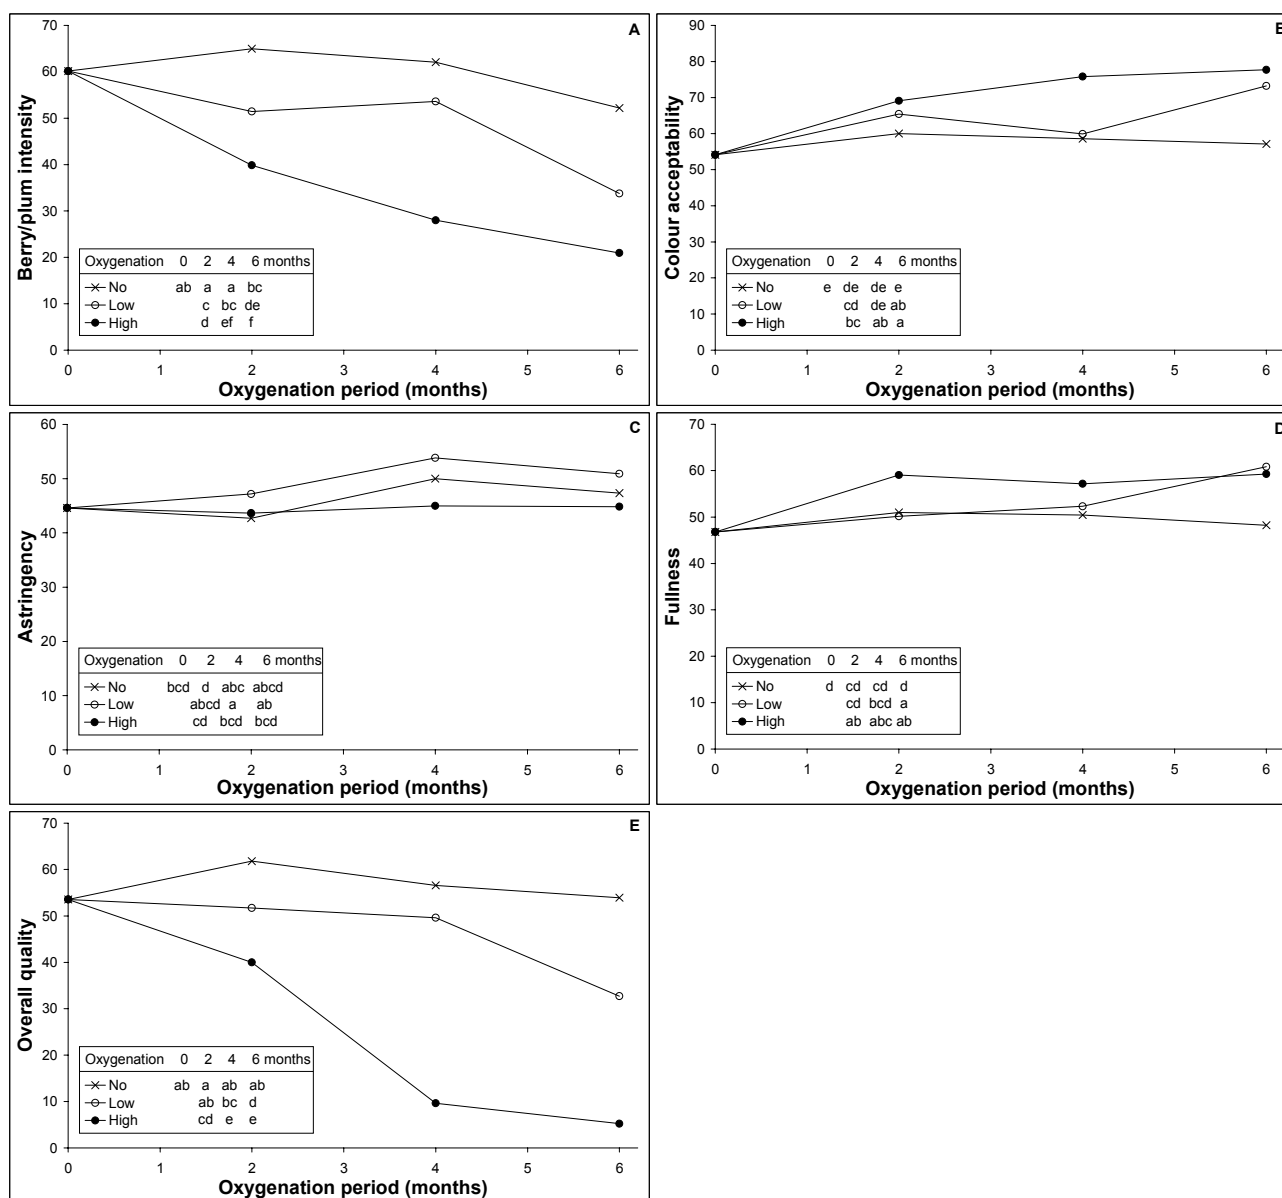 A
70
60
50
40
30
20
10
0
Berry/plum intensity
Oxygenation 0 2 4 6 months
No ab a a bc
Low c bc de
High d ef f
0 1 2 3 4 5 6
Oxygenation period (months)
B
90
80
70
60
50
40
30
20
10
0
Colour acceptability
Oxygenation 0 2 4 6 months
No e de de e
Low cd de ab
High bc ab a
0 1 2 3 4 5 6
Oxygenation period (months)
C
60
50
40
30
20
10
0
Astringency
Oxygenation 0 2 4 6 months
No bcd d abc abcd
Low abcd a ab
High cd bcd bcd
0 1 2 3 4 5 6
Oxygenation period (months)
D
70
60
50
40
30
20
10
0
Fullness
Oxygenation 0 2 4 6 months
No d cd cd d
Low cd bcd a
High ab abc ab
0 1 2 3 4 5 6
Oxygenation period (months)
E
70
60
50
40
30
20
10
0
Overall quality
Oxygenation 0 2 4 6 months
No ab a ab ab
Low ab bc d
High cd e e
0 1 2 3 4 5 6
Oxygenation period (months)